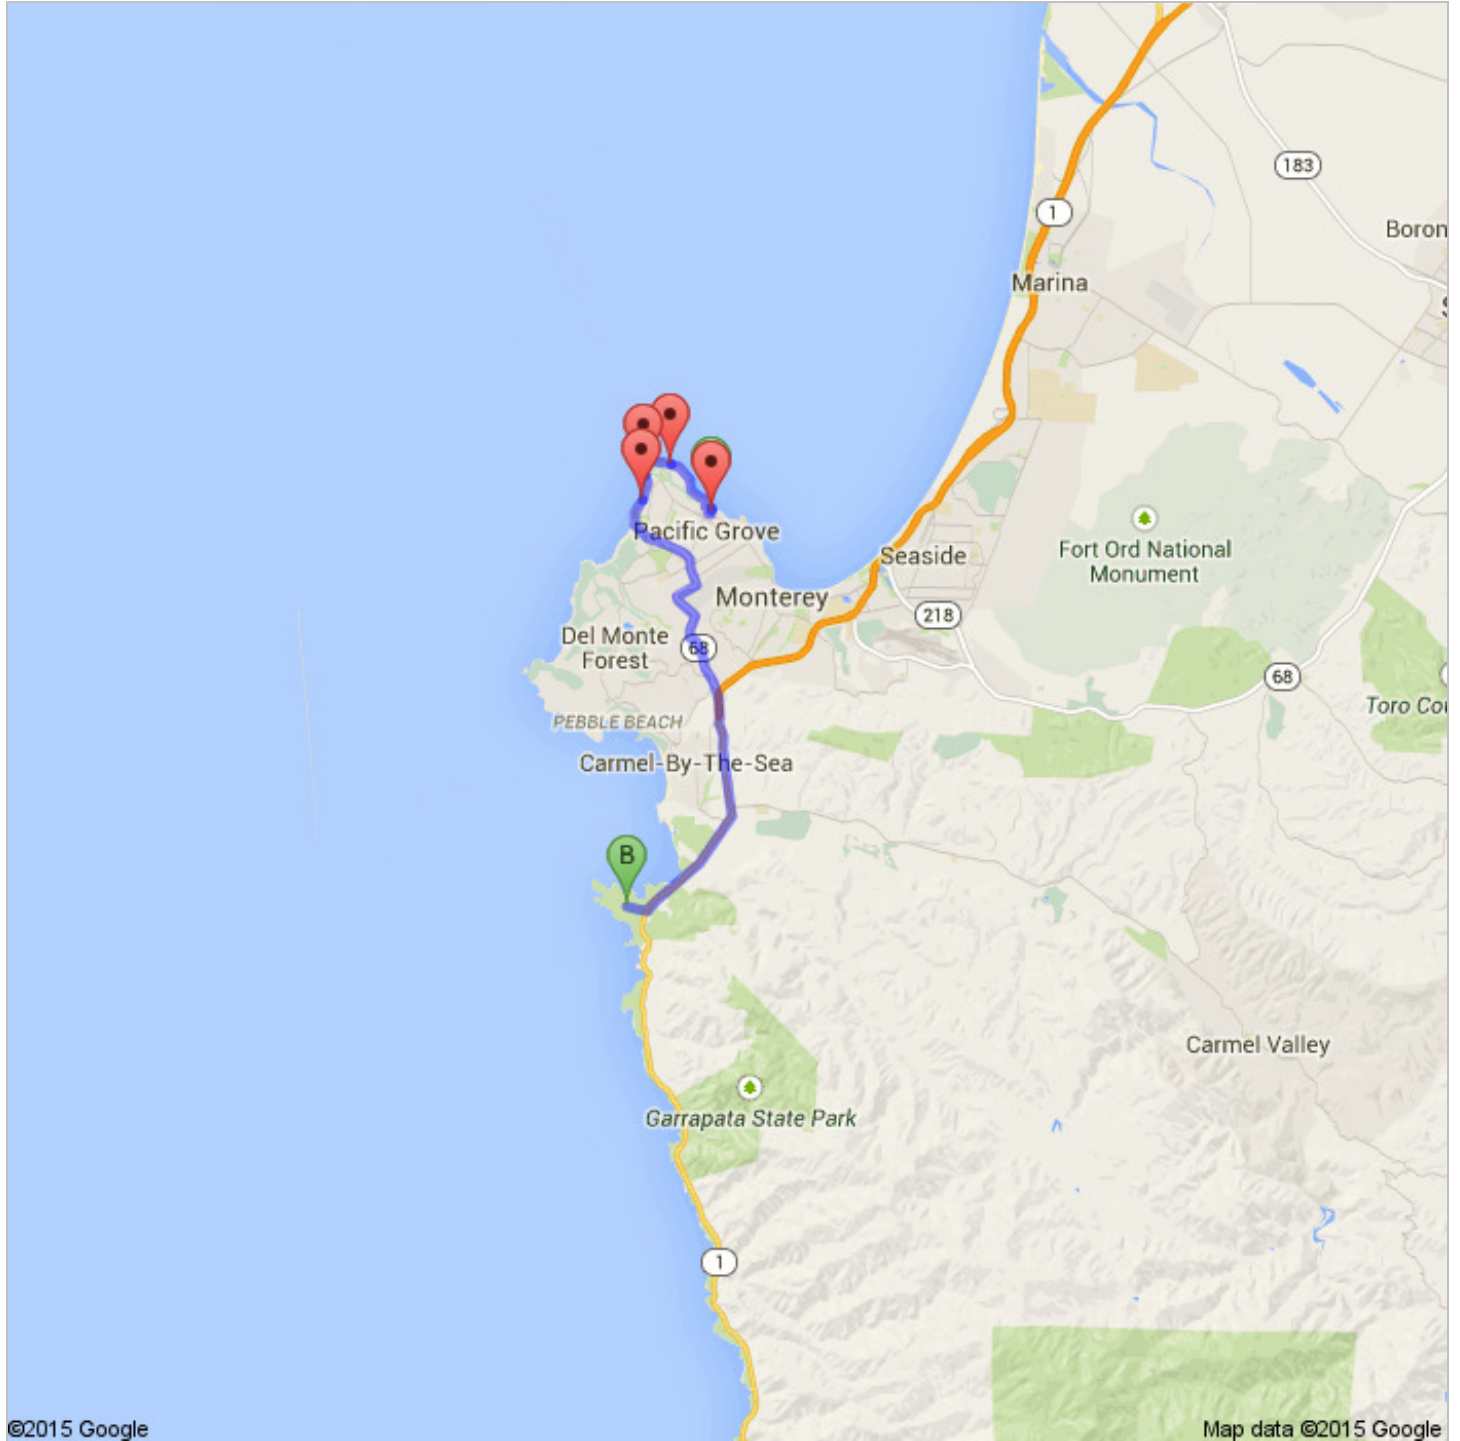 183
1
Boron
Marina
Pacific Grove
Seaside
Fort Ord National
Monument
Monterey
218
Del Monte
Forest
68
68
Toro Cou
PEBBLE BEACH
Carmel-By-The-Sea
B
Carmel Valley
Garrapata State Park
1
©2015 Google
Map data ©2015 Google